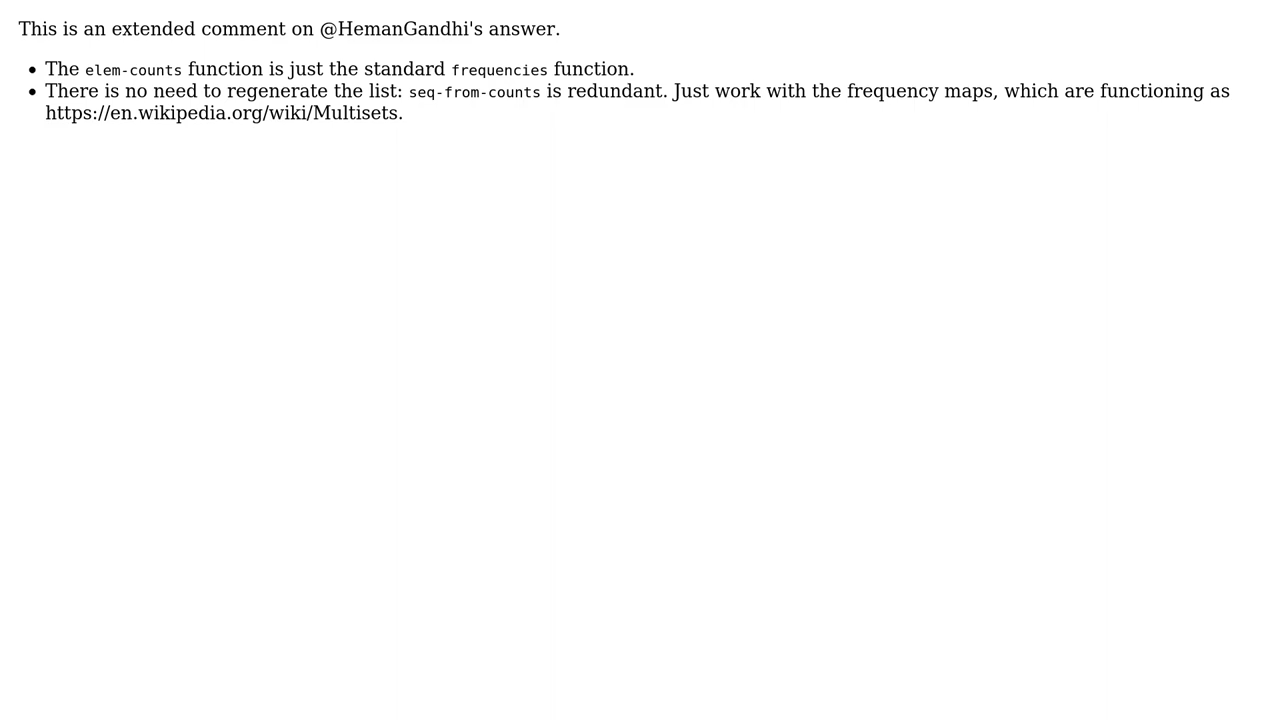 This is an extended comment on @HemanGandhi's answer.
• The elem-counts function is just the standard frequencies function.
• There is no need to regenerate the list: seq-from-counts is redundant. Just work with the frequency maps, which are functioning as
https://en.wikipedia.org/wiki/Multisets.